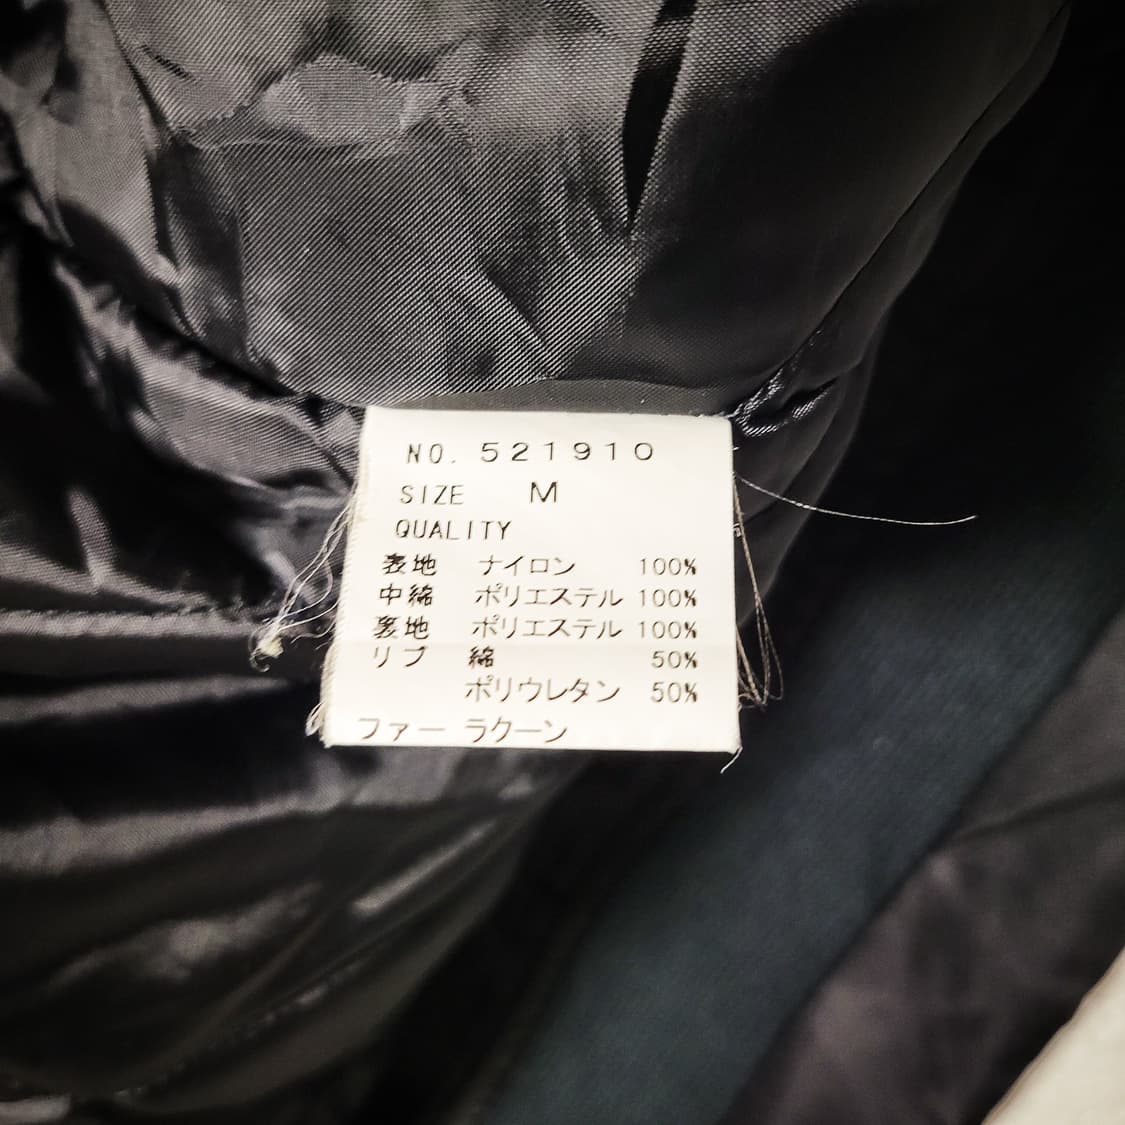 NO. 521910
SIZE M
QUALITY
表地 ナイロン 100%
中綿 ポリエステル 100%
裏地 ポリエステル 100%
リブ 綿 50%
ポリウレタン 50%
ファー ラクーン